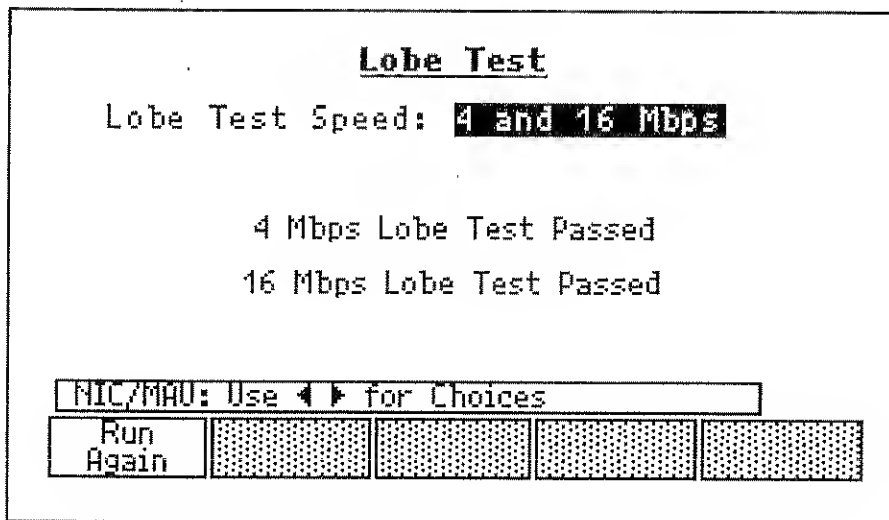 Lobe Test
Lobe Test Speed: 4 and 16 Mbps
4 Mbps Lobe Test Passed
16 Mbps Lobe Test Passed
NIC/MAU: Use ◀ ▶ for Choices
Run
Again